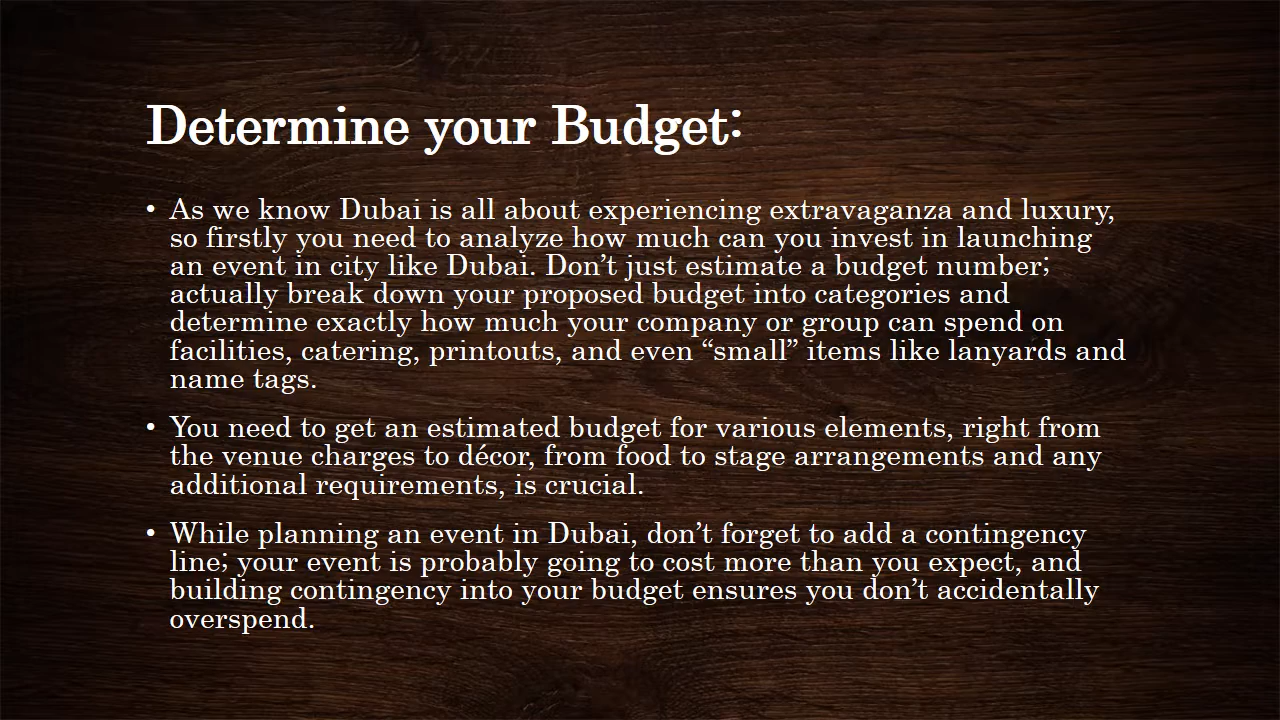 Determine your Budget:
• As we know Dubai is all about experiencing extravaganza and luxury,
so firstly you need to analyze how much can you invest in launching
an event in city like Dubai. Don’t just estimate a budget number;
actually break down your proposed budget into categories and
determine exactly how much your company or group can spend on
facilities, catering, printouts, and even “small” items like lanyards and
name tags.
• You need to get an estimated budget for various elements, right from
the venue charges to décor, from food to stage arrangements and any
additional requirements, is crucial.
• While planning an event in Dubai, don’t forget to add a contingency
line; your event is probably going to cost more than you expect, and
building contingency into your budget ensures you don’t accidentally
overspend.